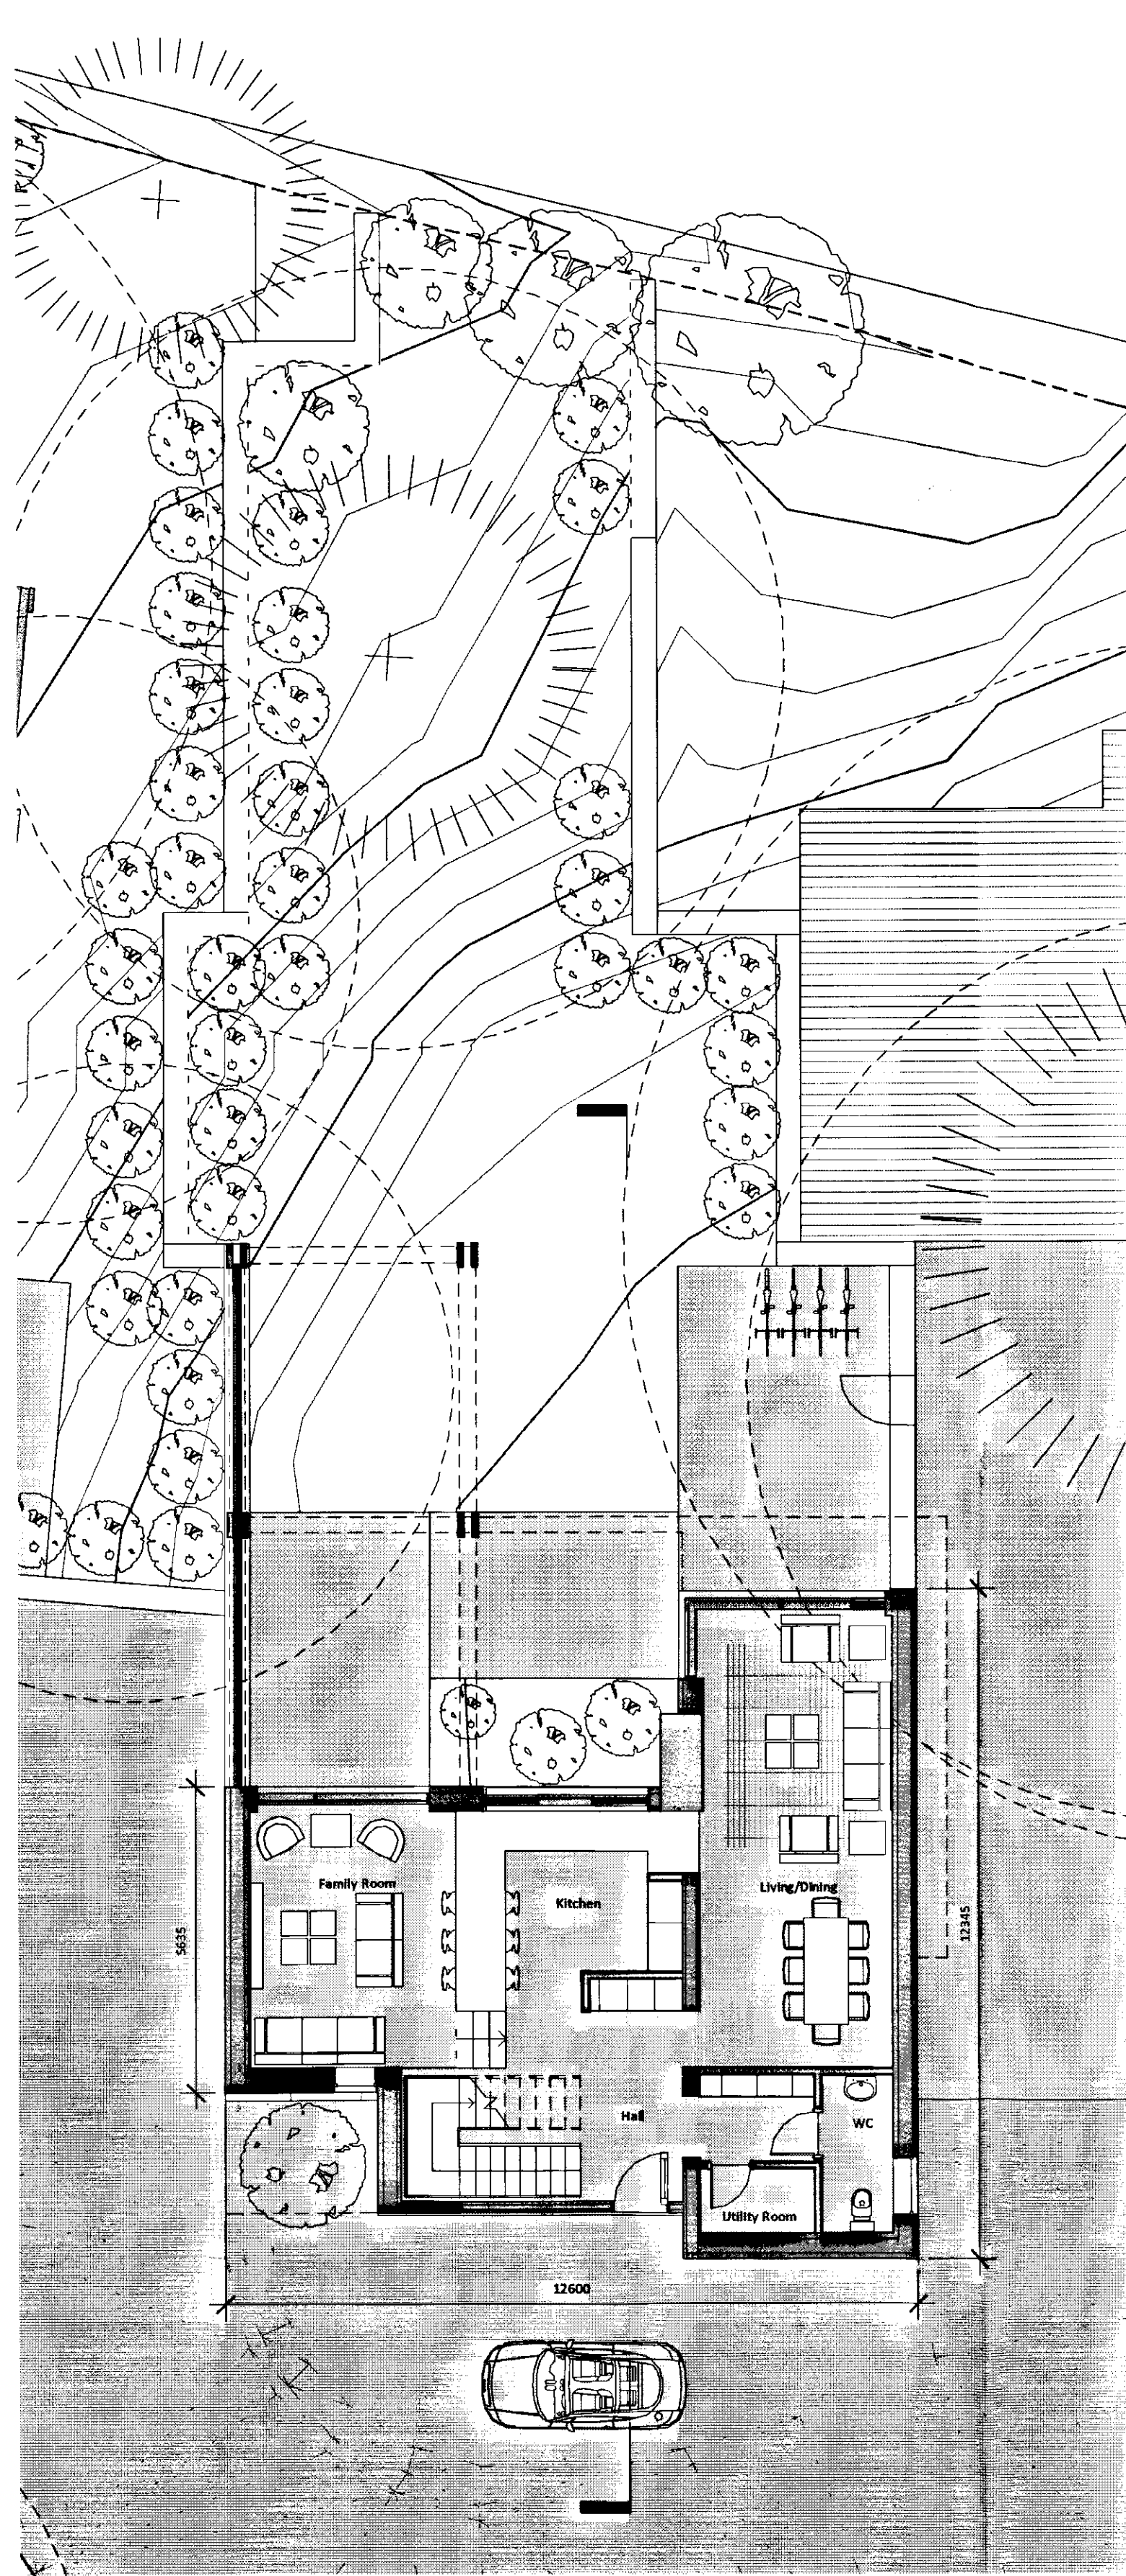 Family Room
Kitchen
Living/Dining
5635
12345
Hall
WC
Utility Room
12600